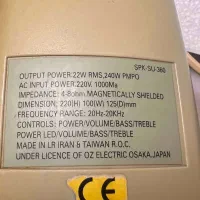 SPK-SU-360
OUTPUT POWER:22W RMS,240W PMPO
AC INPUT POWER.220V, 1000Ma
IMPEDANCE: 4-8ohm,MAGNETICALLY SHIELDED
DIMENSION; 220(H) 100(W) 125(D)mm
FREQUENCY RANGE: 20Hz-20KHz
CONTROLS: POWER/VOLUME/BASS/TREBLE
POWER LED/VOLUME/BASS/TREBLE
MADE IN I.R IRAN & TAIWAN R.O.C
UNDER LICENCE OF OZ ELECTRIC OSAKA,JAPAN
CE